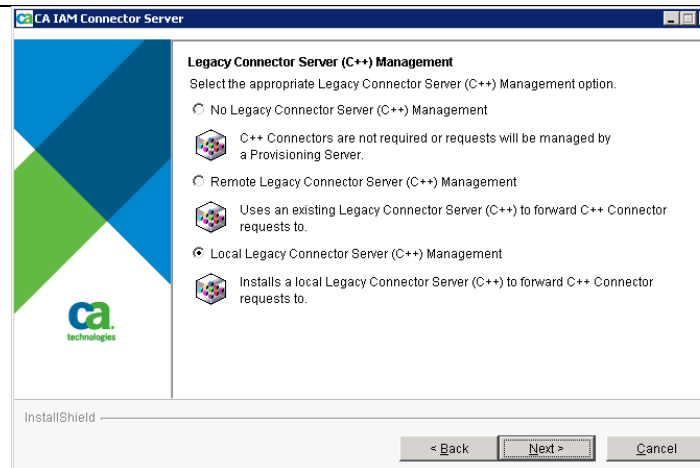 CA IAM Connector Server
Legacy Connector Server (C++) Management
Select the appropriate Legacy Connector Server (C++) Management option.
No Legacy Connector Server (C++) Management
C++ Connectors are not required or requests will be managed by
a Provisioning Server.
Remote Legacy Connector Server (C++) Management
Uses an existing Legacy Connector Server (C++) to forward C++ Connector
requests to.
Local Legacy Connector Server (C++) Management
Installs a local Legacy Connector Server (C++) to forward C++ Connector
requests to.
ca.
technologies
InstallShield
< Back Next > Cancel